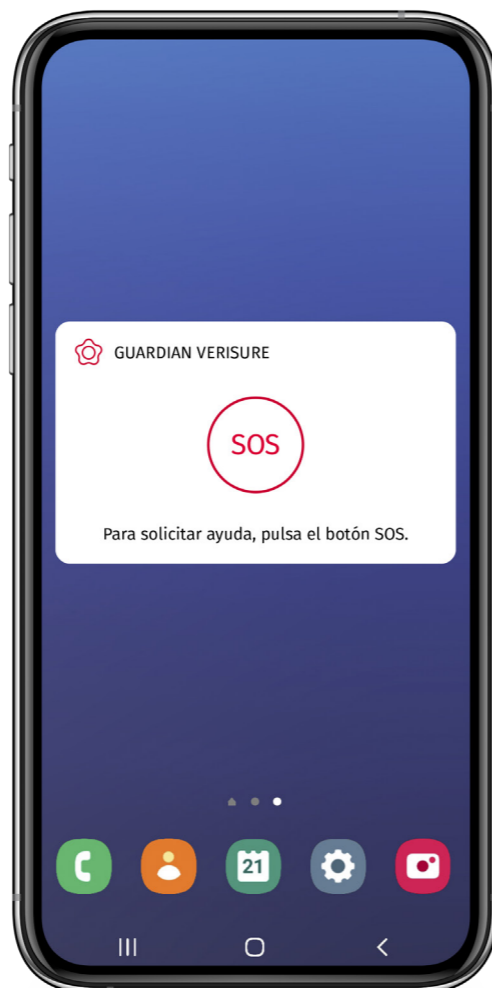 GUARDIAN VERISURE
SOS
Para solicitar ayuda, pulsa el botón SOS.
21